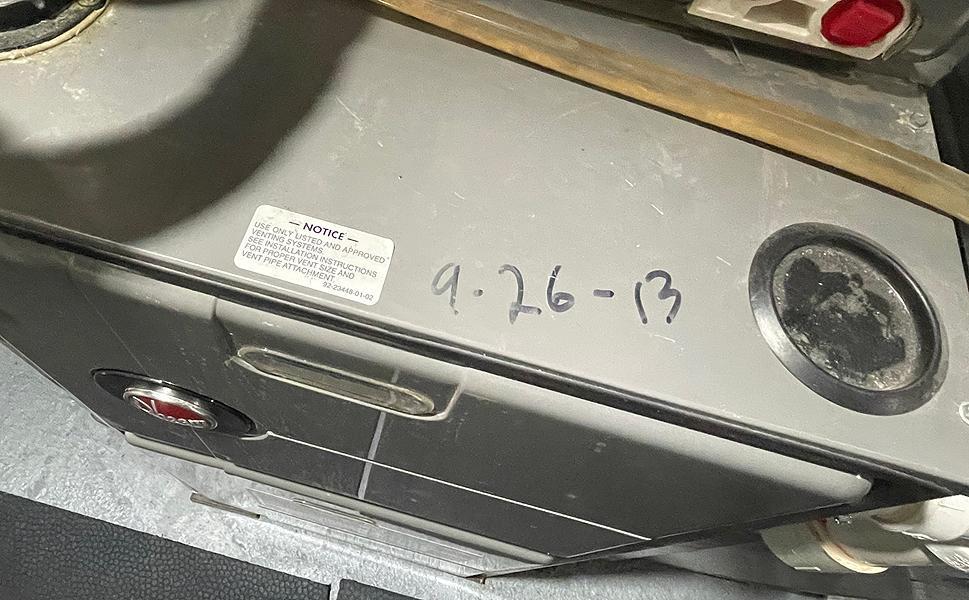 — NOTICE —
USE ONLY LISTED AND APPROVED
VENTING SYSTEMS.
SEE INSTALLATION INSTRUCTIONS
FOR PROPER VENT SIZE AND
VENT PIPE ATTACHMENT.
92-23448-01-02
9-26-13
Rheem